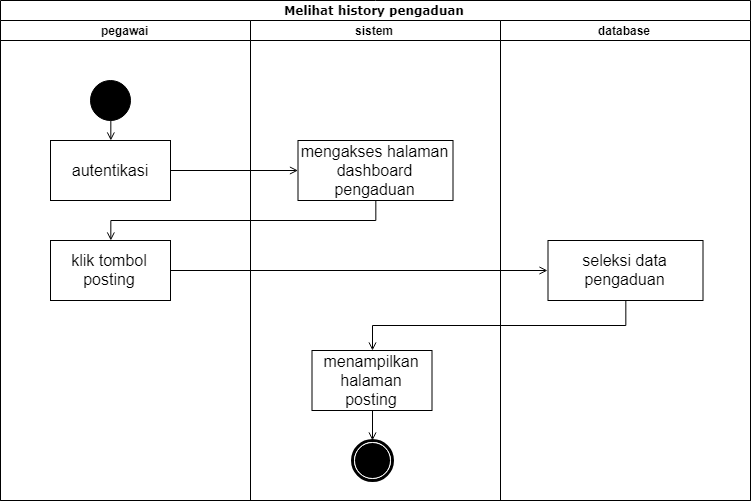 Melihat history pengaduan
pegawai
sistem
database
autentikasi
mengakses halaman
dashboard
pengaduan
klik tombol
posting
seleksi data
pengaduan
menampilkan
halaman
posting